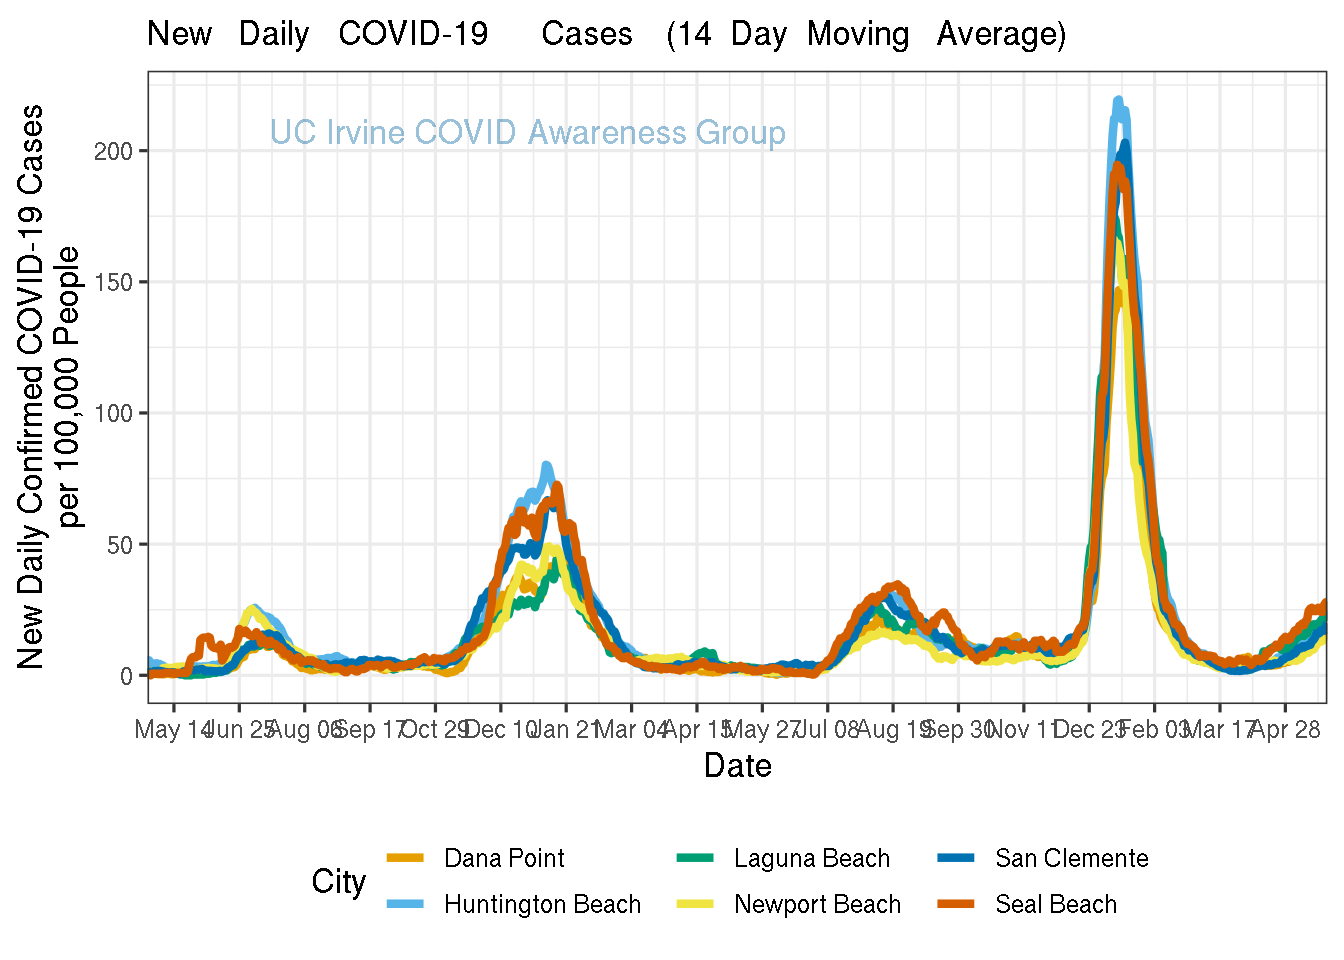 New Daily COVID-19 Cases (14 Day Moving Average)
UC Irvine COVID Awareness Group
New Daily Confirmed COVID-19 Cases
per 100,000 People
200
150
100
50
0
May 14 Jun 25 Aug 06 Sep 17 Oct 29 Dec 10 Jan 21 Mar 04 Apr 15 May 27 Jul 08 Aug 19 Sep 30 Nov 11 Dec 23 Feb 03 Mar 17 Apr 28
Date
City
Dana Point Laguna Beach San Clemente
Huntington Beach Newport Beach Seal Beach